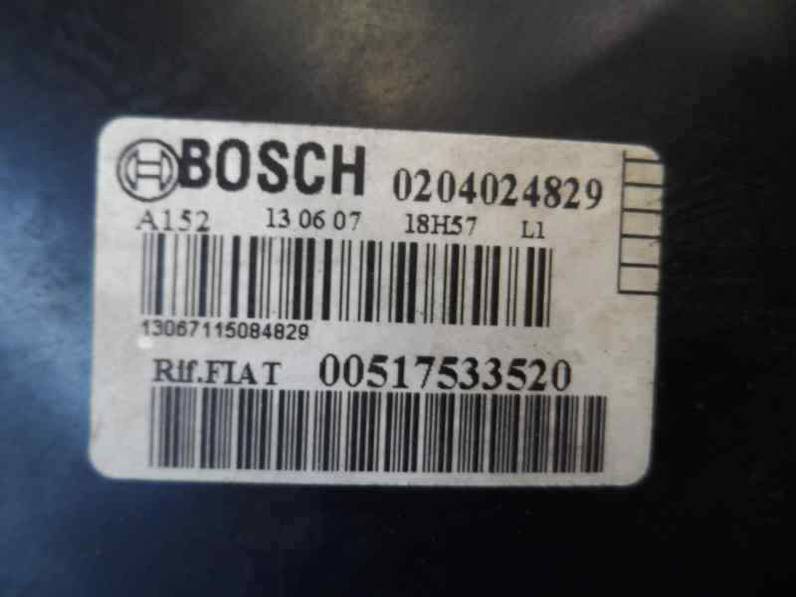 BOSCH 0204024829
A152 13 06 07 18H57 L1
13067115084829
Rif.FIAT 00517533520